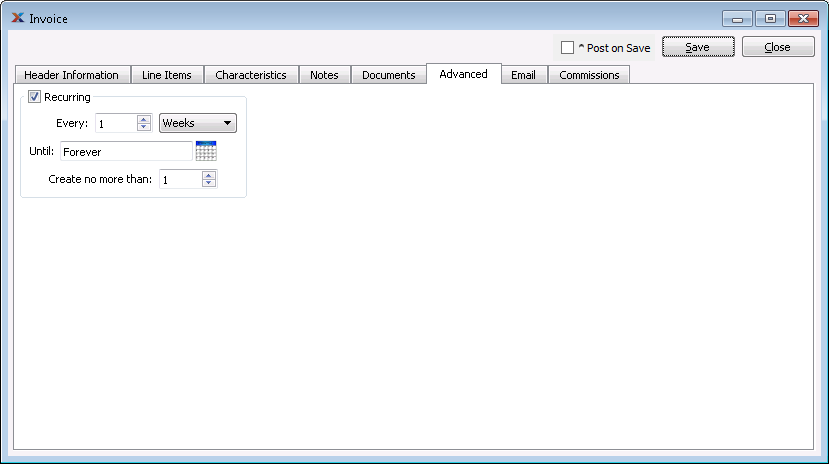 Invoice
* Post on Save
Save
Close
Header Information
Line Items
Characteristics
Notes
Documents
Advanced
Email
Commissions
Recurring
Every: 1 Weeks
Until: Forever
Create no more than: 1